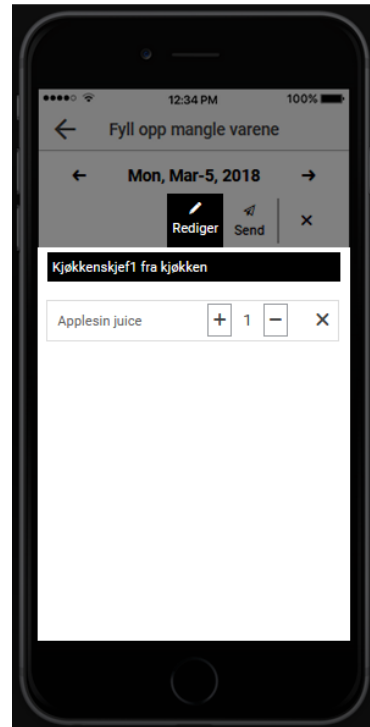 12:34 PM 100%
Fyll opp mangle varene
Mon, Mar-5, 2018
Rediger Send
Kjøkkenskjef1 fra kjøkken
Applesin juice + 1 −